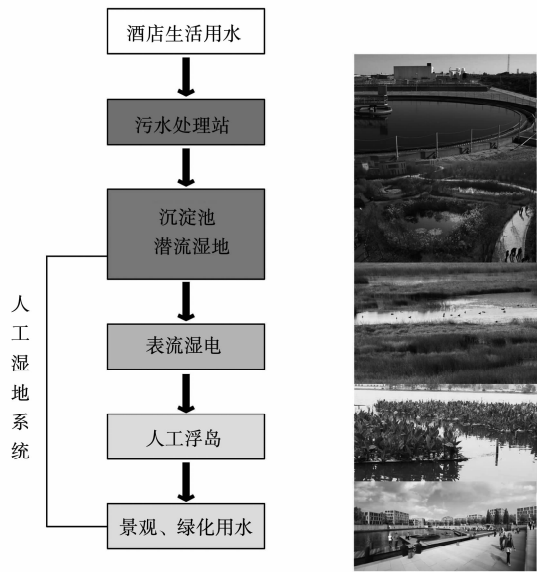 酒店生活用水
污水处理站
沉淀池
潜流湿地
表流湿电
人工浮岛
景观、绿化用水
人工湿地系统